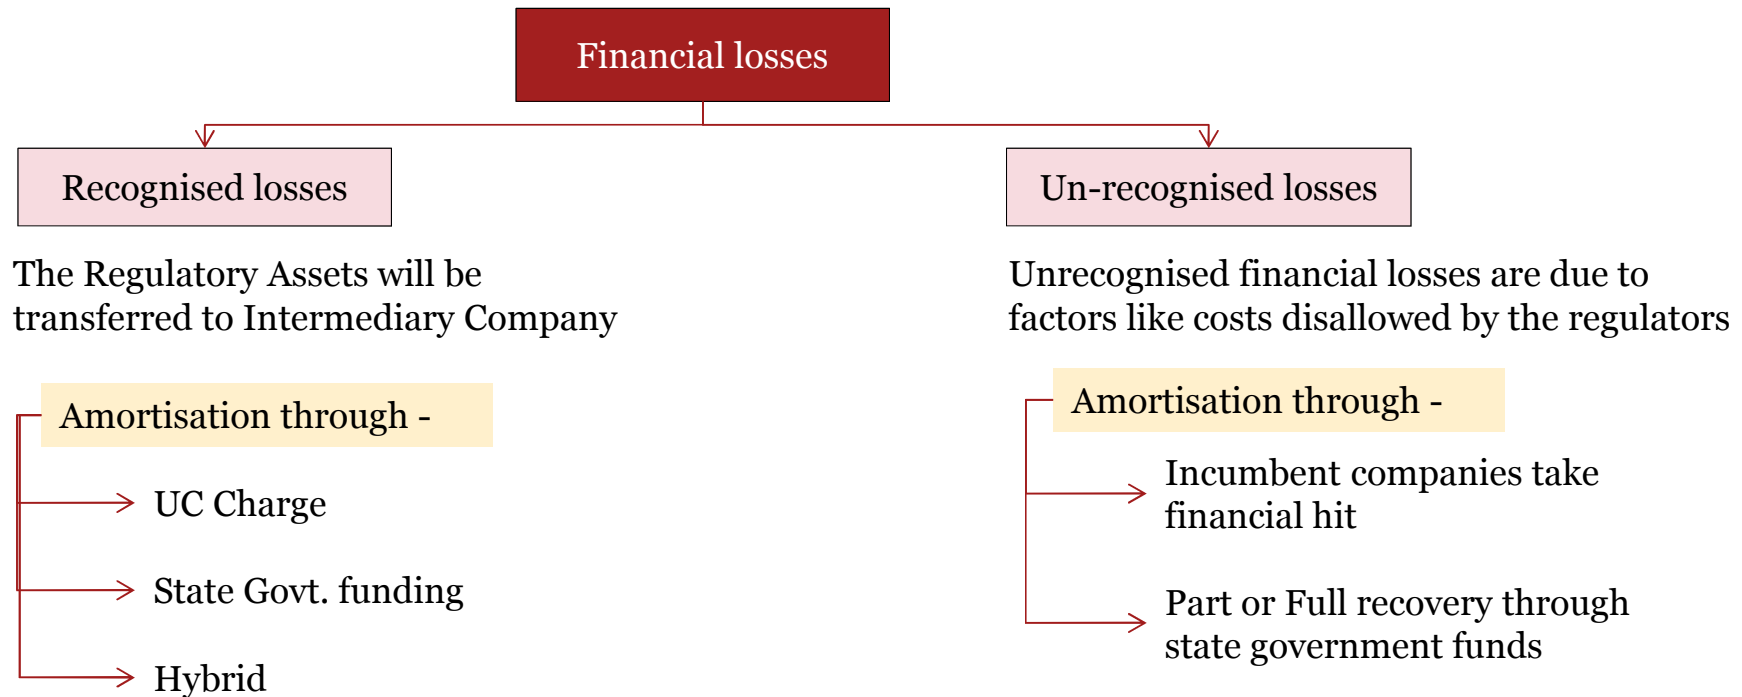 Financial losses
Recognised losses
The Regulatory Assets will be
transferred to Intermediary Company
Amortisation through -
UC Charge
State Govt. funding
Hybrid
Un-recognised losses
Unrecognised financial losses are due to
factors like costs disallowed by the regulators
Amortisation through -
Incumbent companies take
financial hit
Part or Full recovery through
state government funds